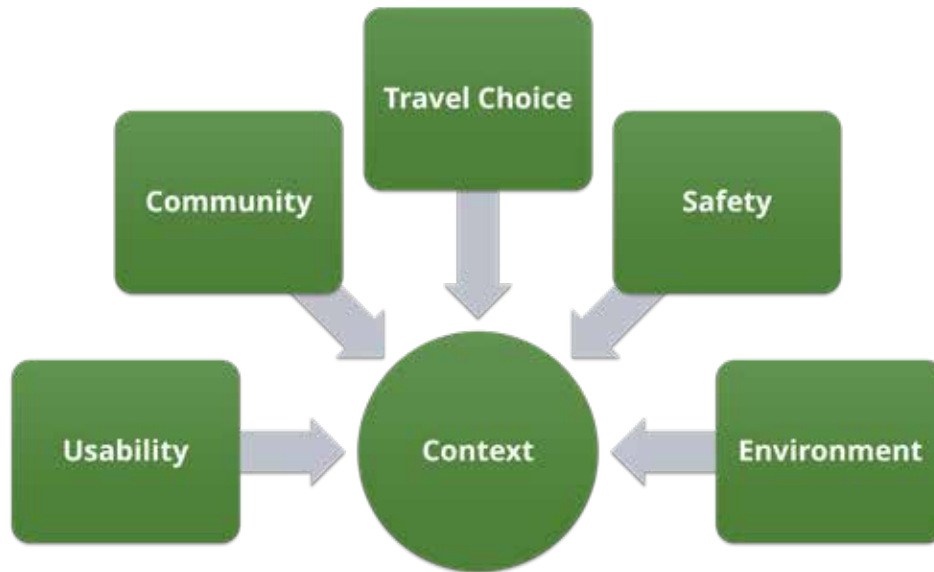 Travel Choice
Community
Safety
Usability
Context
Environment